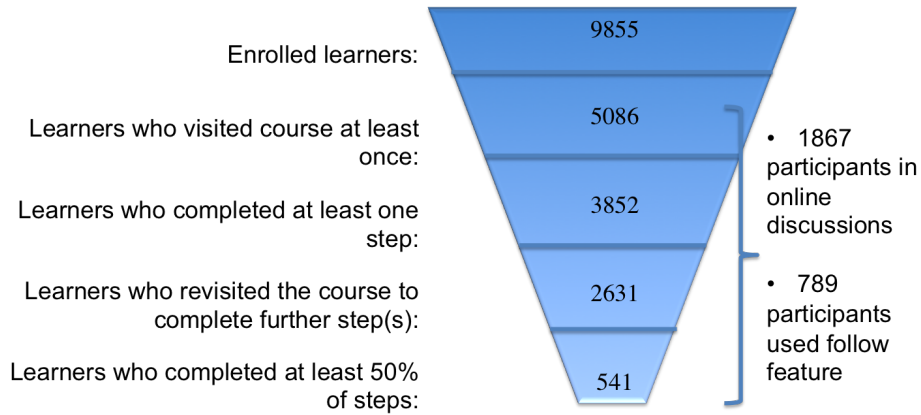 Enrolled learners:
9855
Learners who visited course at least
once:
5086
Learners who completed at least one
step:
3852
Learners who revisited the course to
complete further step(s):
2631
Learners who completed at least 50%
of steps:
541
• 1867
participants in
online
discussions
• 789
participants
used follow
feature